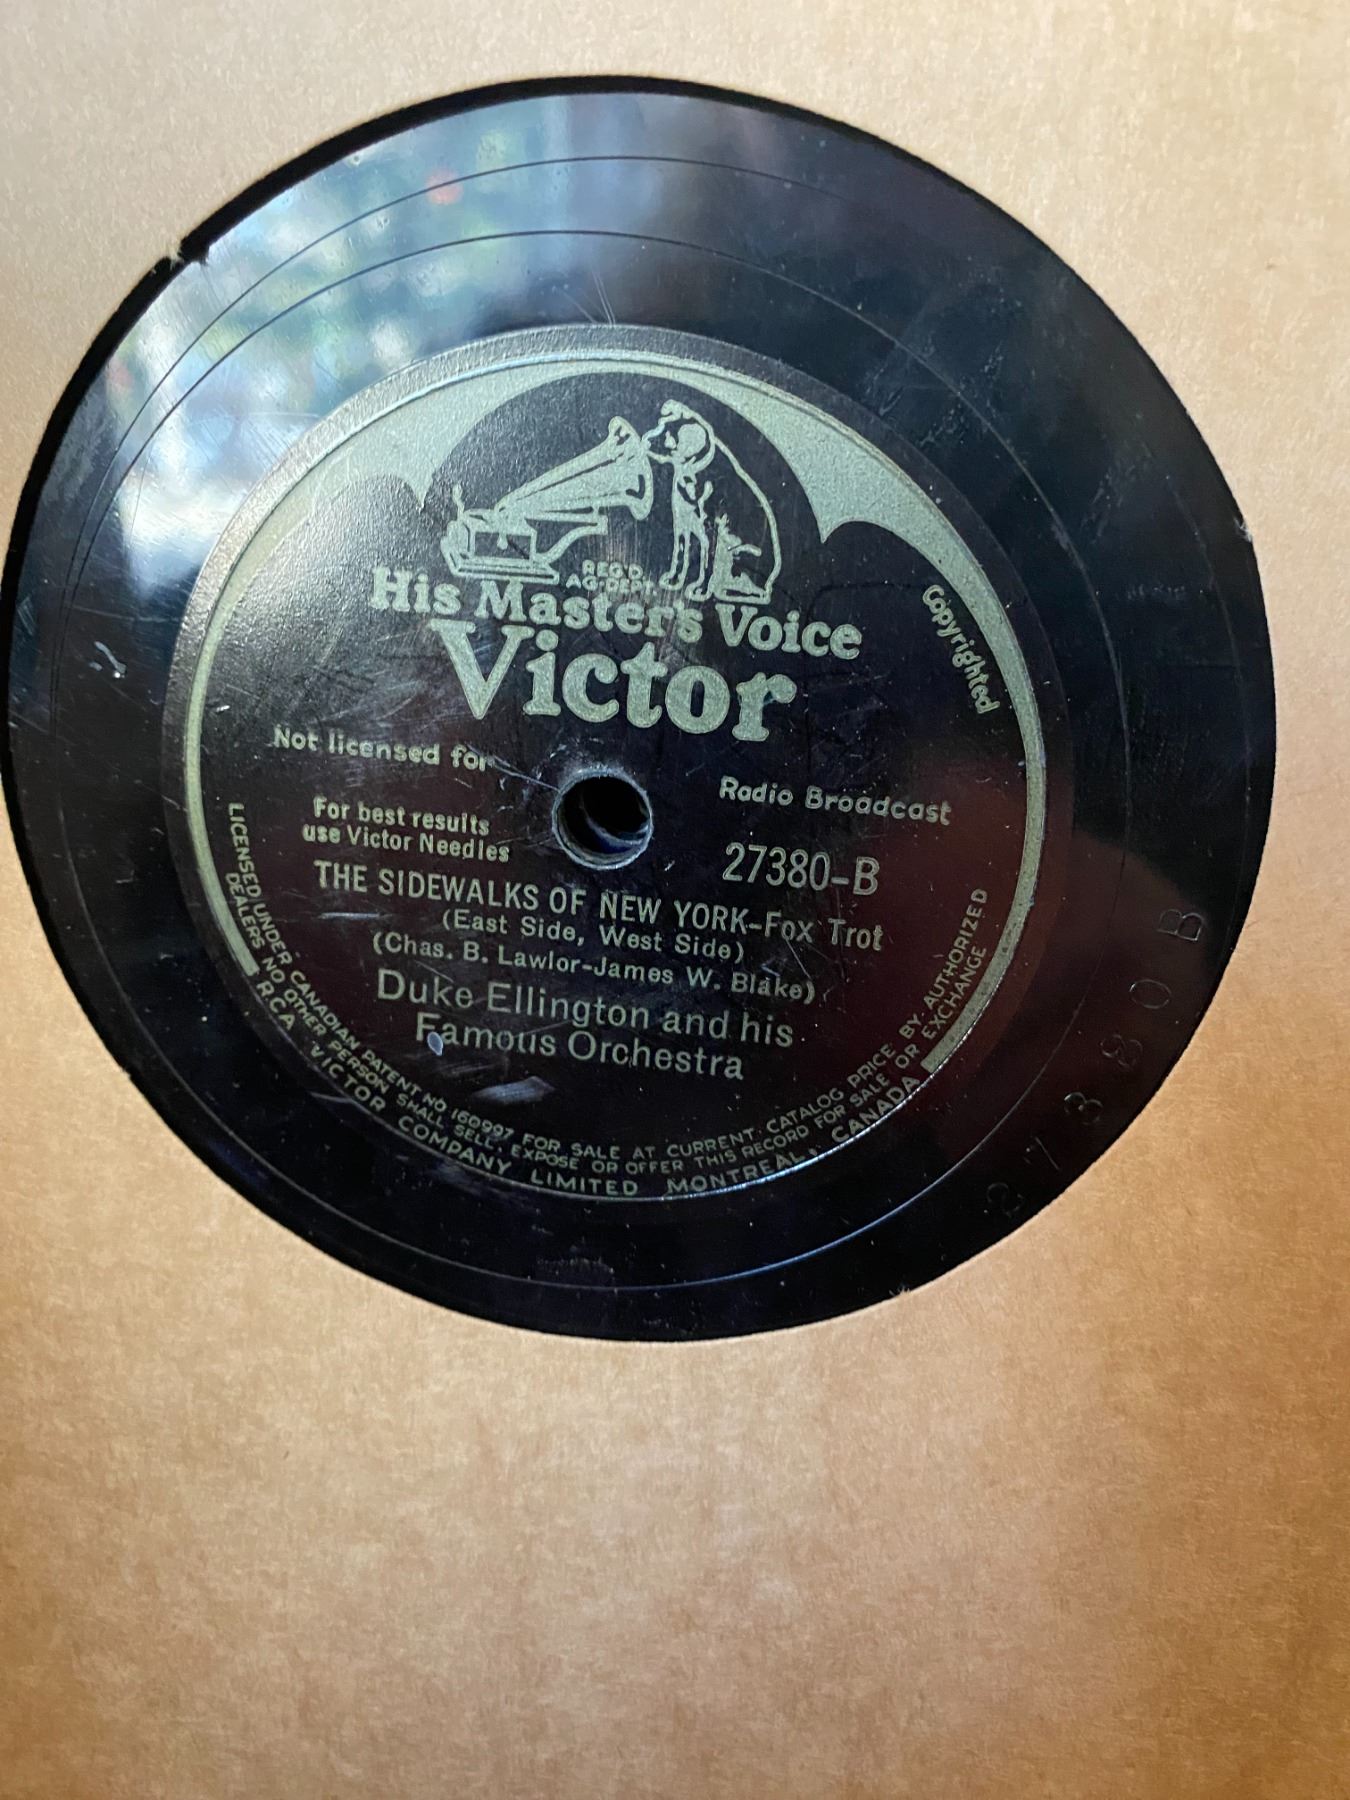 REG'D.
AG. DEPT.
His Master's Voice
Victor
Copyrighted
Not licensed for Radio Broadcast
For best results
use Victor Needles
27380-B
THE SIDEWALKS OF NEW YORK-Fox Trot
(East Side, West Side)
(Chas. B. Lawlor-James W. Blake)
Duke Ellington and his
Famous Orchestra
LICENSED UNDER CANADIAN PATENT NO 160997 FOR SALE AT CURRENT CATALOG PRICE BY AUTHORIZED
DEALERS NO OTHER PERSON SHALL SELL, EXPOSE OR OFFER THIS RECORD FOR SALE OR EXCHANGE
RCA VICTOR COMPANY LIMITED MONTREAL, CANADA
27380B